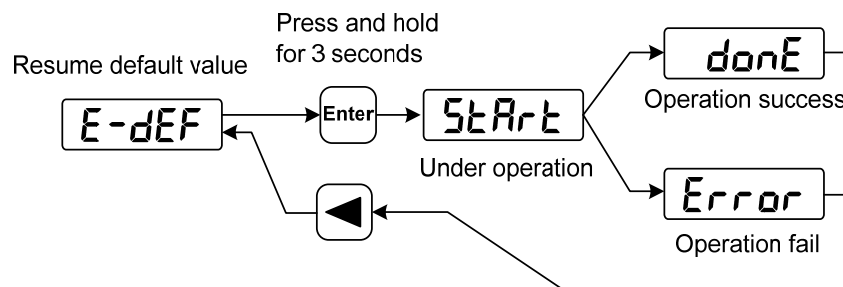 Press and hold
for 3 seconds
Resume default value
E-dEF
Enter
StArt
donE
Operation success
Under operation
Error
Operation fail